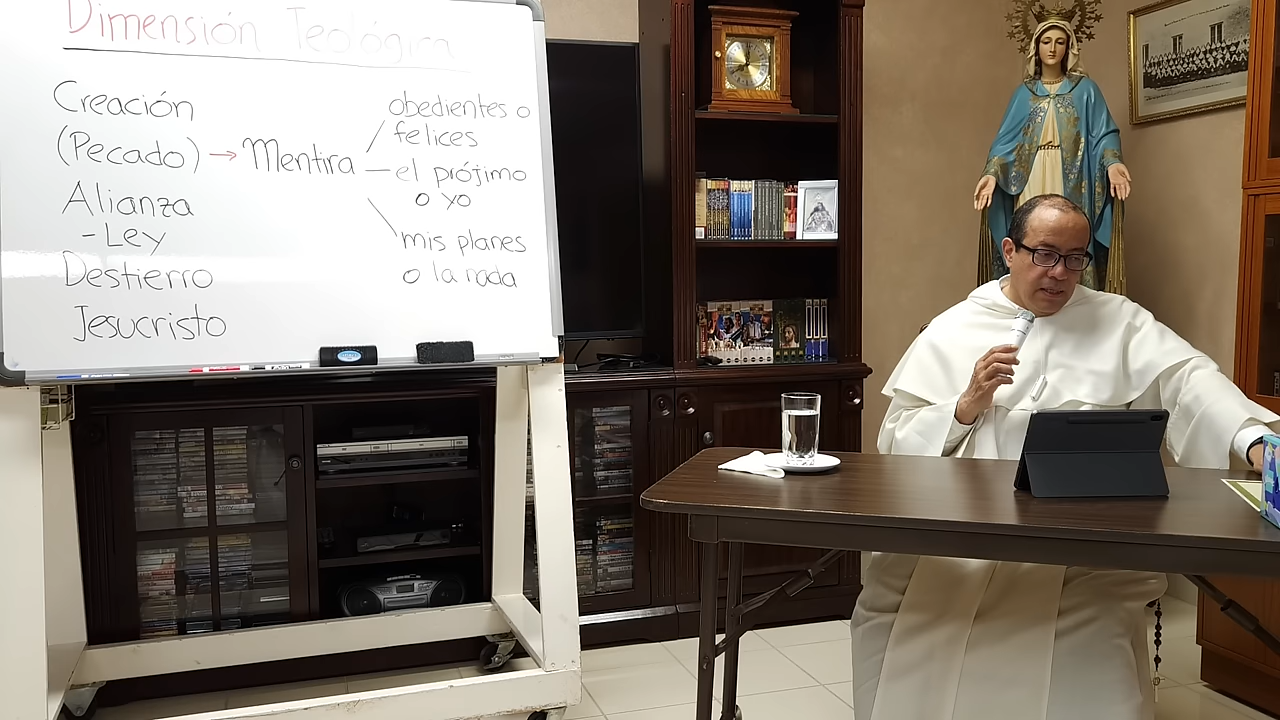 Dimensión Teológica
Creación
(Pecado) → Mentira
Alianza
- Ley
Destierro
Jesucristo
obedientes o
felices
el prójimo
o yo
mis planes
o la nada